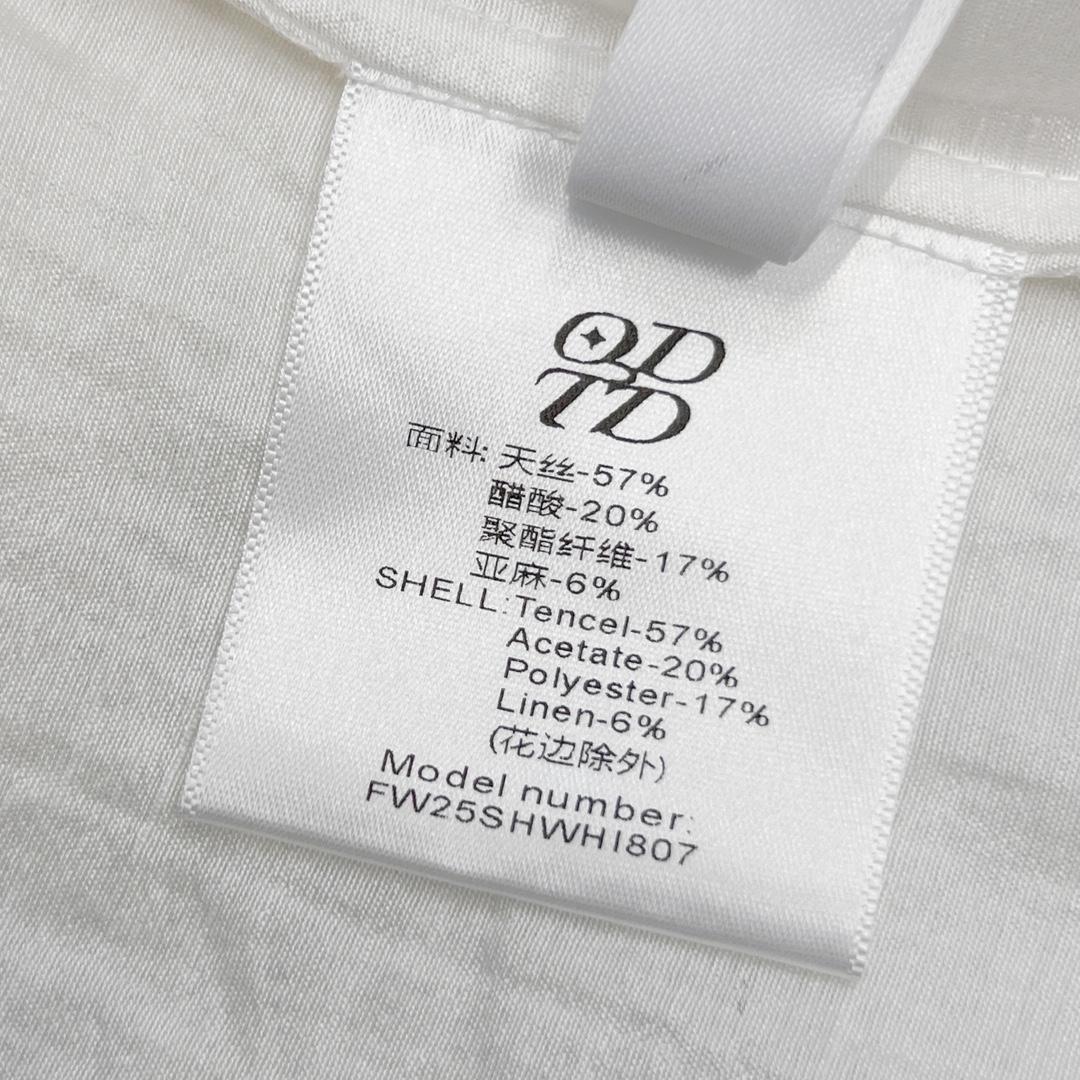 QD
TD
面料: 天丝-57%
醋酸-20%
聚酯纤维-17%
亚麻-6%
SHELL:Tencel-57%
Acetate-20%
Polyester-17%
Linen-6%
(花边除外)
Model number:
FW25SHWHI807